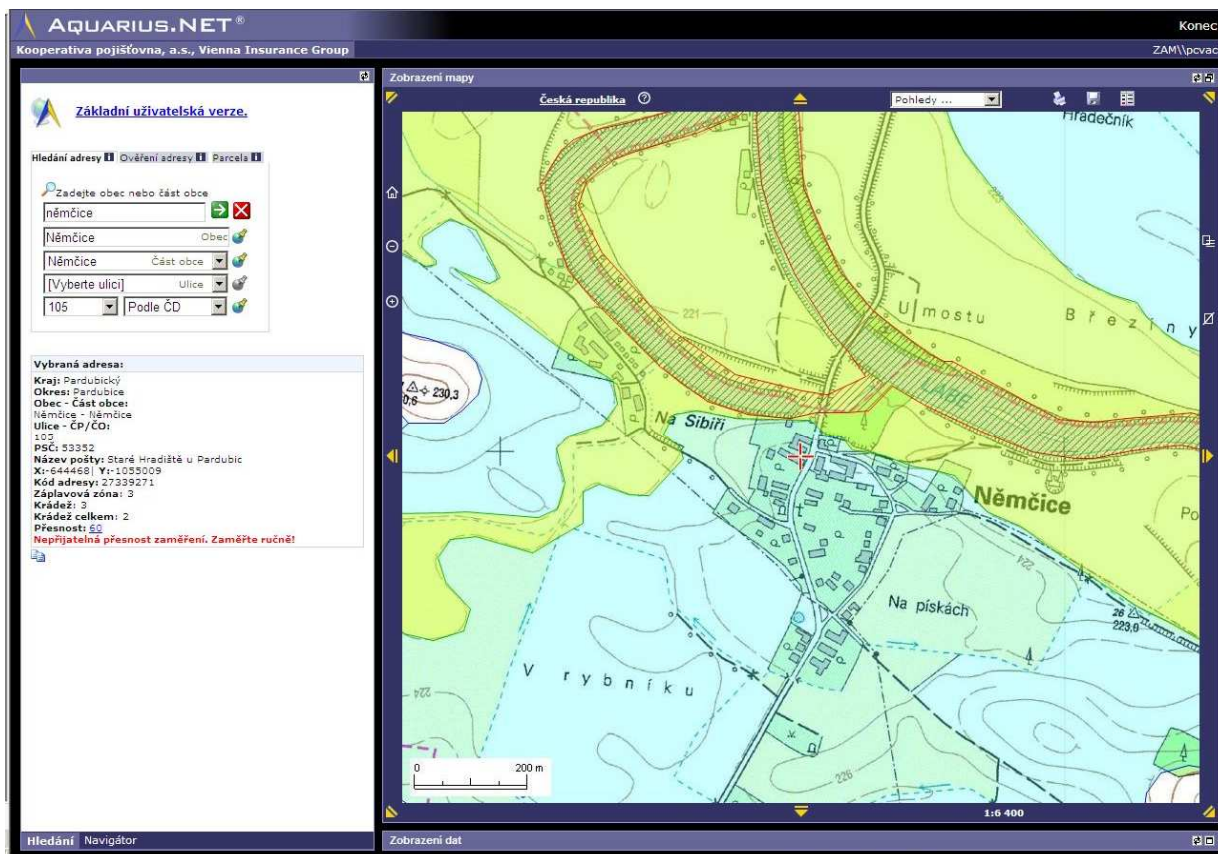 AQUARIUS.NET®
Konec
Kooperativa pojišťovna, a.s., Vienna Insurance Group
ZAM\\pcvac
Základní uživatelská verze.
Hledání adresy Ověření adresy Parcela
Zadejte obec nebo část obce
němčice
Němčice Obec
Němčice Část obce
[Vyberte ulici] Ulice
105 Podle ČD
Vybraná adresa:
Kraj: Pardubický
Okres: Pardubice
Obec - Část obce:
Němčice - Němčice
Ulice - ČP/ČO:
105
PSČ: 53352
Název pošty: Staré Hradiště u Pardubic
X:-644468| Y:-1055009
Kód adresy: 27339271
Záplavová zóna: 3
Krádež: 3
Krádež celkem: 2
Přesnost: 60
Nepřijatelná přesnost zaměření. Zaměřte ručně!
Hledání Navigátor
Zobrazení mapy
Česká republika
Pohledy ...
Hradečník
221
U mostu
Březiny
LABE
230,3
Na Sibiři
Němčice
Po
224
Na pískách
26
223,9
V rybníku
224
226
0 200 m
1:6 400
Zobrazení dat